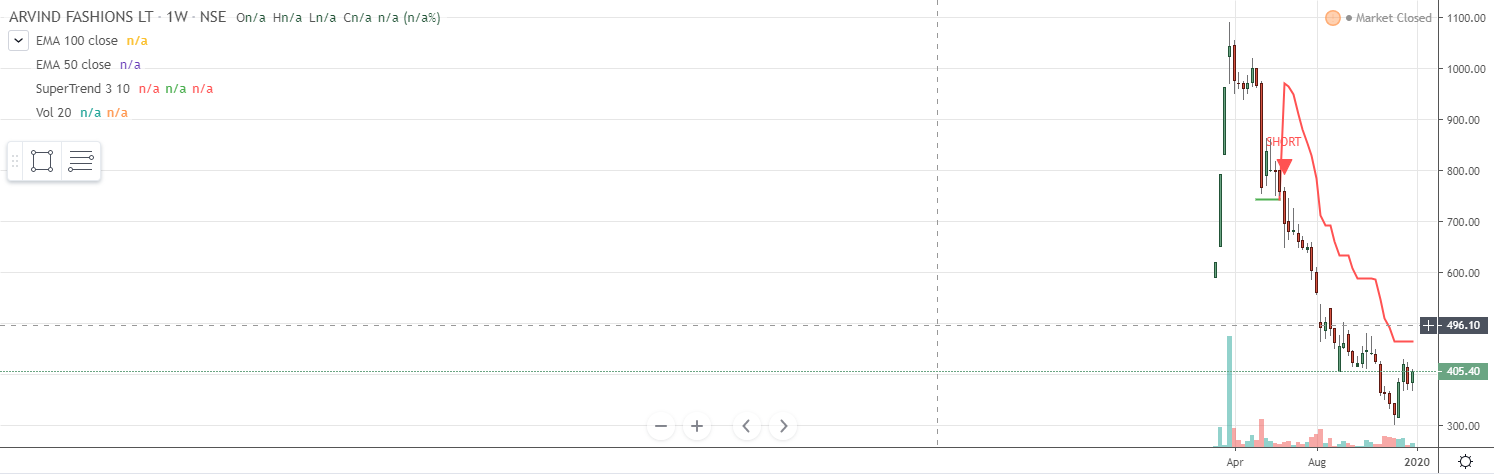 ARVIND FASHIONS LT · 1W · NSE On/a Hn/a Ln/a Cn/a n/a (n/a%)
Market Closed
EMA 100 close n/a
EMA 50 close n/a
SuperTrend 3 10 n/a n/a n/a
Vol 20 n/a n/a
SHORT
1100.00
1000.00
900.00
800.00
700.00
600.00
496.10
405.40
300.00
Apr Aug 2020